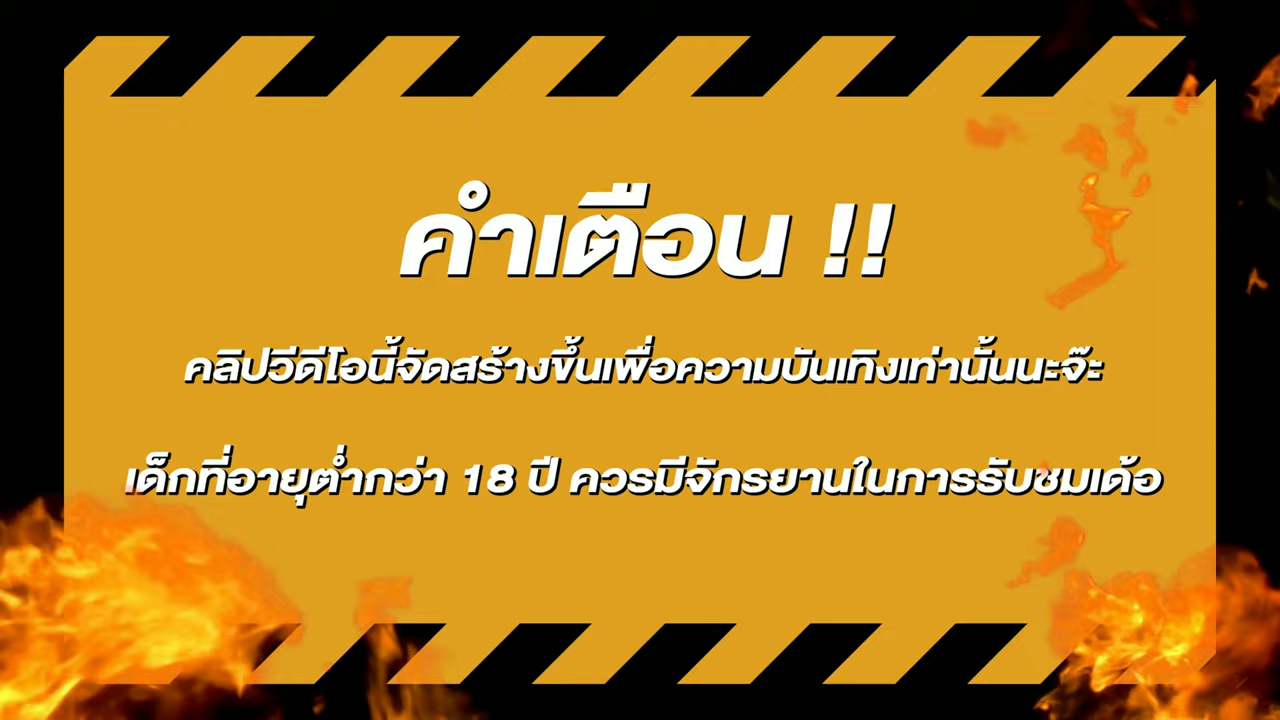 คำเตือน !!
คลิปวีดีโอนี้จัดสร้างขึ้นเพื่อความบันเทิงเท่านั้นนะจ๊ะ
เด็กที่อายุต่ำกว่า 18 ปี ควรมีจักรยานในการรับชมเด้อ